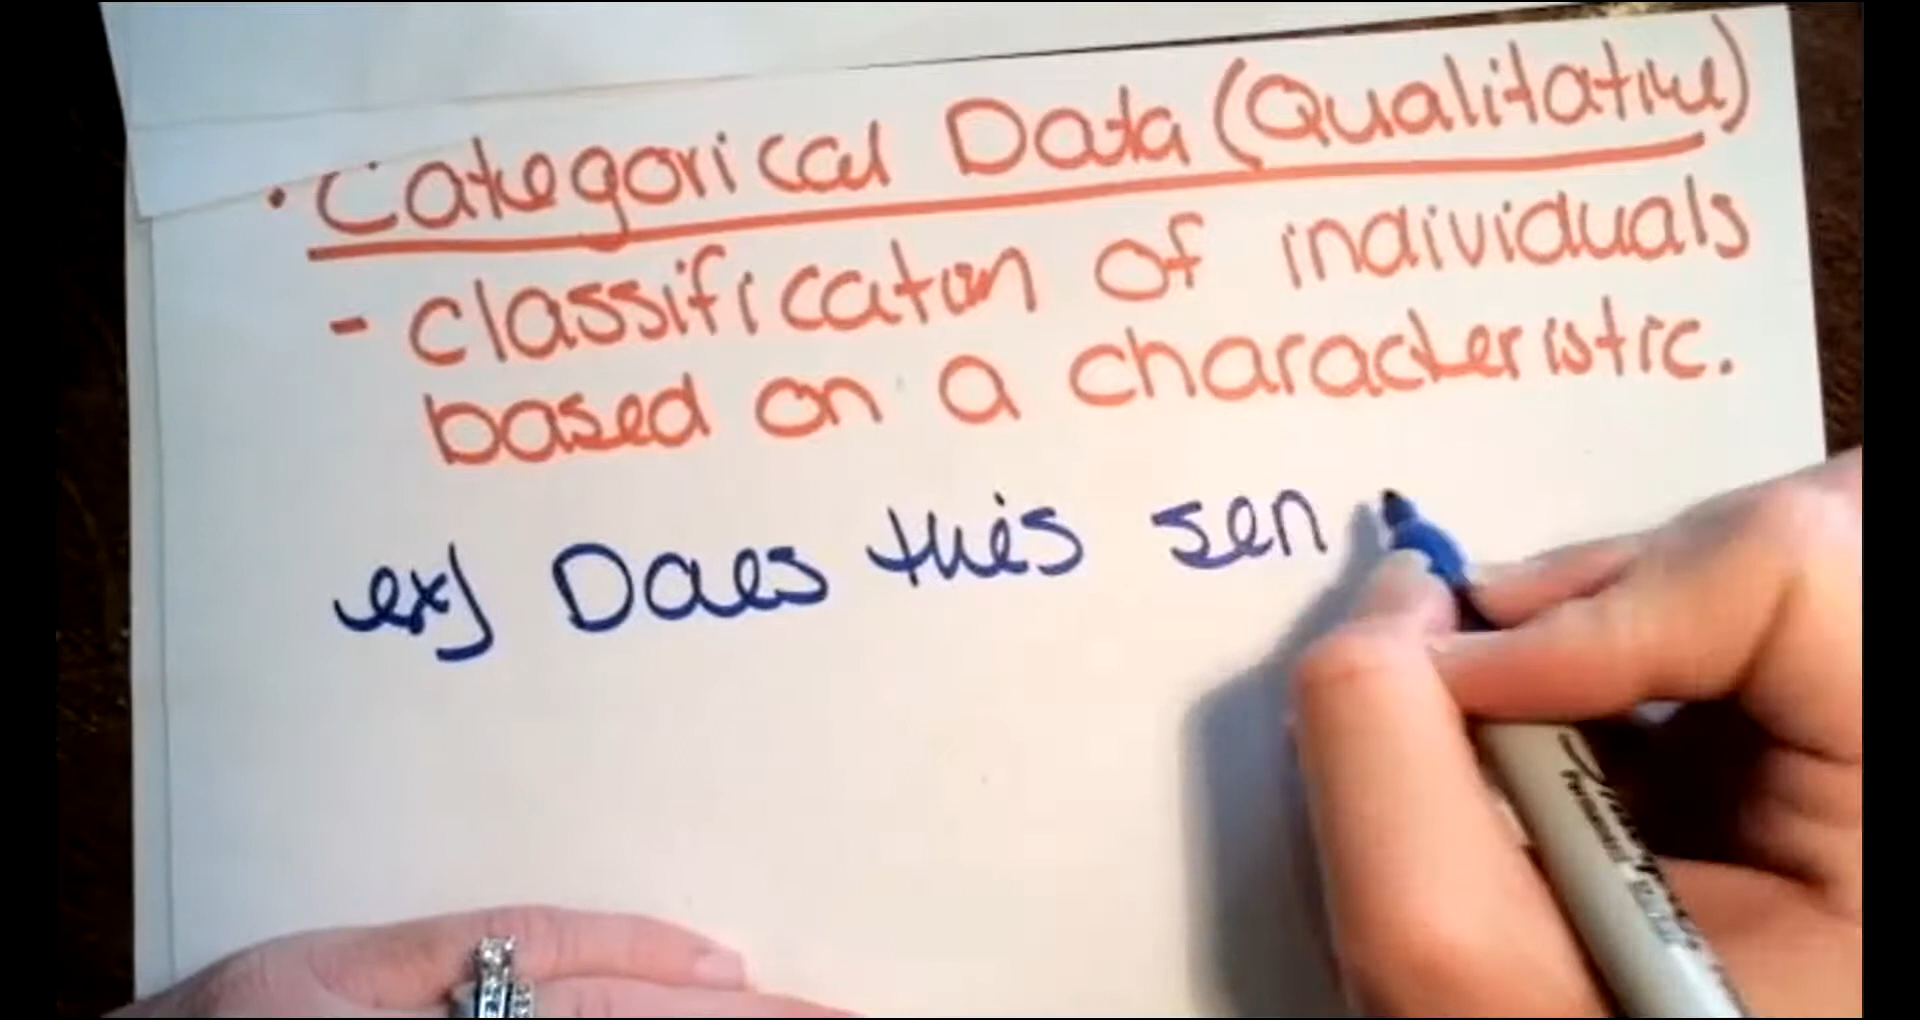 • Categorical Data (Qualitative)
- classification of individuals
based on a characteristic.
ex) Does this sen